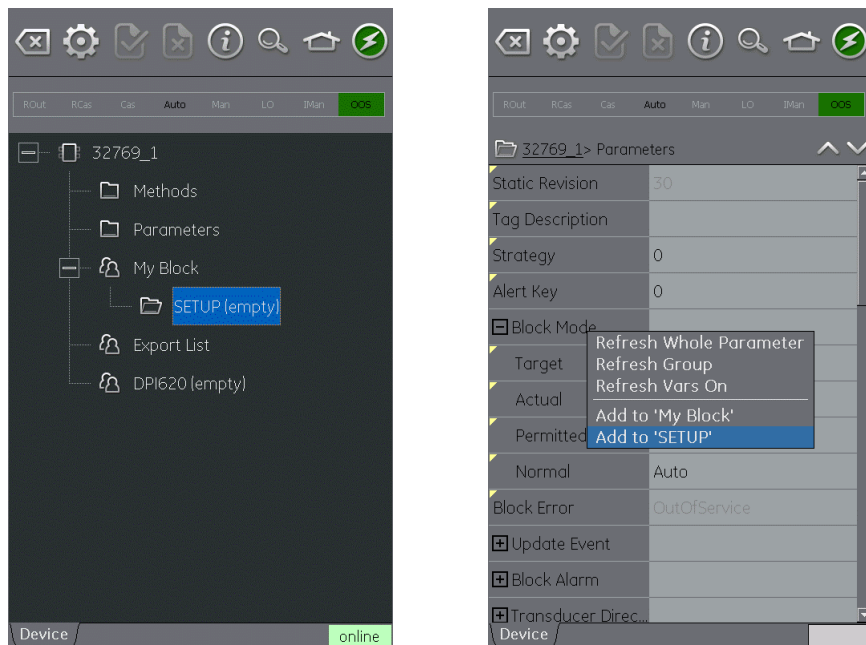 ROut RCas Cas Auto Man LO IMan OOS
32769_1
Methods
Parameters
My Block
SETUP (empty)
Export List
DPI620 (empty)
Device online
ROut RCas Cas Auto Man LO IMan OOS
32769_1> Parameters
Static Revision 30
Tag Description
Strategy 0
Alert Key 0
Block Mode
Target
Actual
Permitted
Normal Auto
Block Error OutOfService
Update Event
Block Alarm
Transducer Direc...
Refresh Whole Parameter
Refresh Group
Refresh Vars On
Add to 'My Block'
Add to 'SETUP'
Device